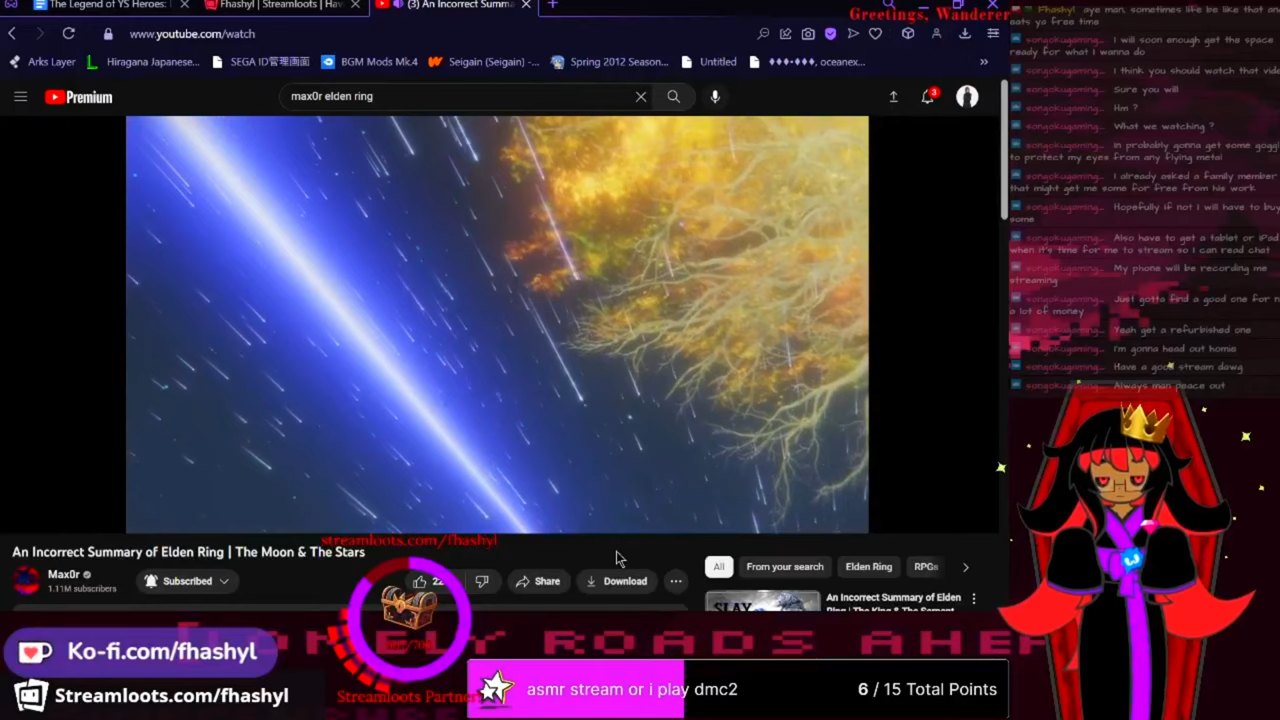 The Legend of YS Heroes:
Fhashyl | Streamloots | Hav
(3) An Incorrect Summa
Greetings, Wanderer
www.youtube.com/watch
Arks Layer
Hiragana Japanese...
SEGA ID管理画面
BGM Mods Mk.4
Seigain (Seigain) -...
Spring 2012 Season...
Untitled
♦♦♦-♦♦, oceanex...
Premium
max0r elden ring
3
Fhashyl aye man, sometimes life be like that and
eats yo free time
songokugaming... I will soon enough get the space
ready for what I wanna do
songokugaming... I think you should watch that vide
songokugaming... Sure you will
songokugaming... Hm ?
songokugaming... What we watching ?
songokugaming... in probably gonna get some gogg
to protect my eyes from any flying metal
songokugaming... I already asked a family member
that might get me some for free from his work
songokugaming... Hopefully if not I will have to buy
some
songokugaming... Also have to get a tablet or iPad
when it's time for me to stream so I can read chat
songokugaming... My phone will be recording me
streaming
songokugaming... Just gotta find a good one for n
a lot of money
songokugaming... Yeah get a refurbished one
songokugaming... I'm gonna head out homie
songokugaming... Have a good stream dawg
songokugaming... Always man peace out
streamloots.com/fhashyl
An Incorrect Summary of Elden Ring | The Moon & The Stars
Max0r
1.11M subscribers
Subscribed
22
Share
Download
All
From your search
Elden Ring
RPGs
An Incorrect Summary of Elden
Ring | The King & The Serpent
SLAY
LONELY ROADS AHE
Ko-fi.com/fhashyl
Streamloots.com/fhashyl
Streamloots Partner
asmr stream or i play dmc2
6 / 15 Total Points